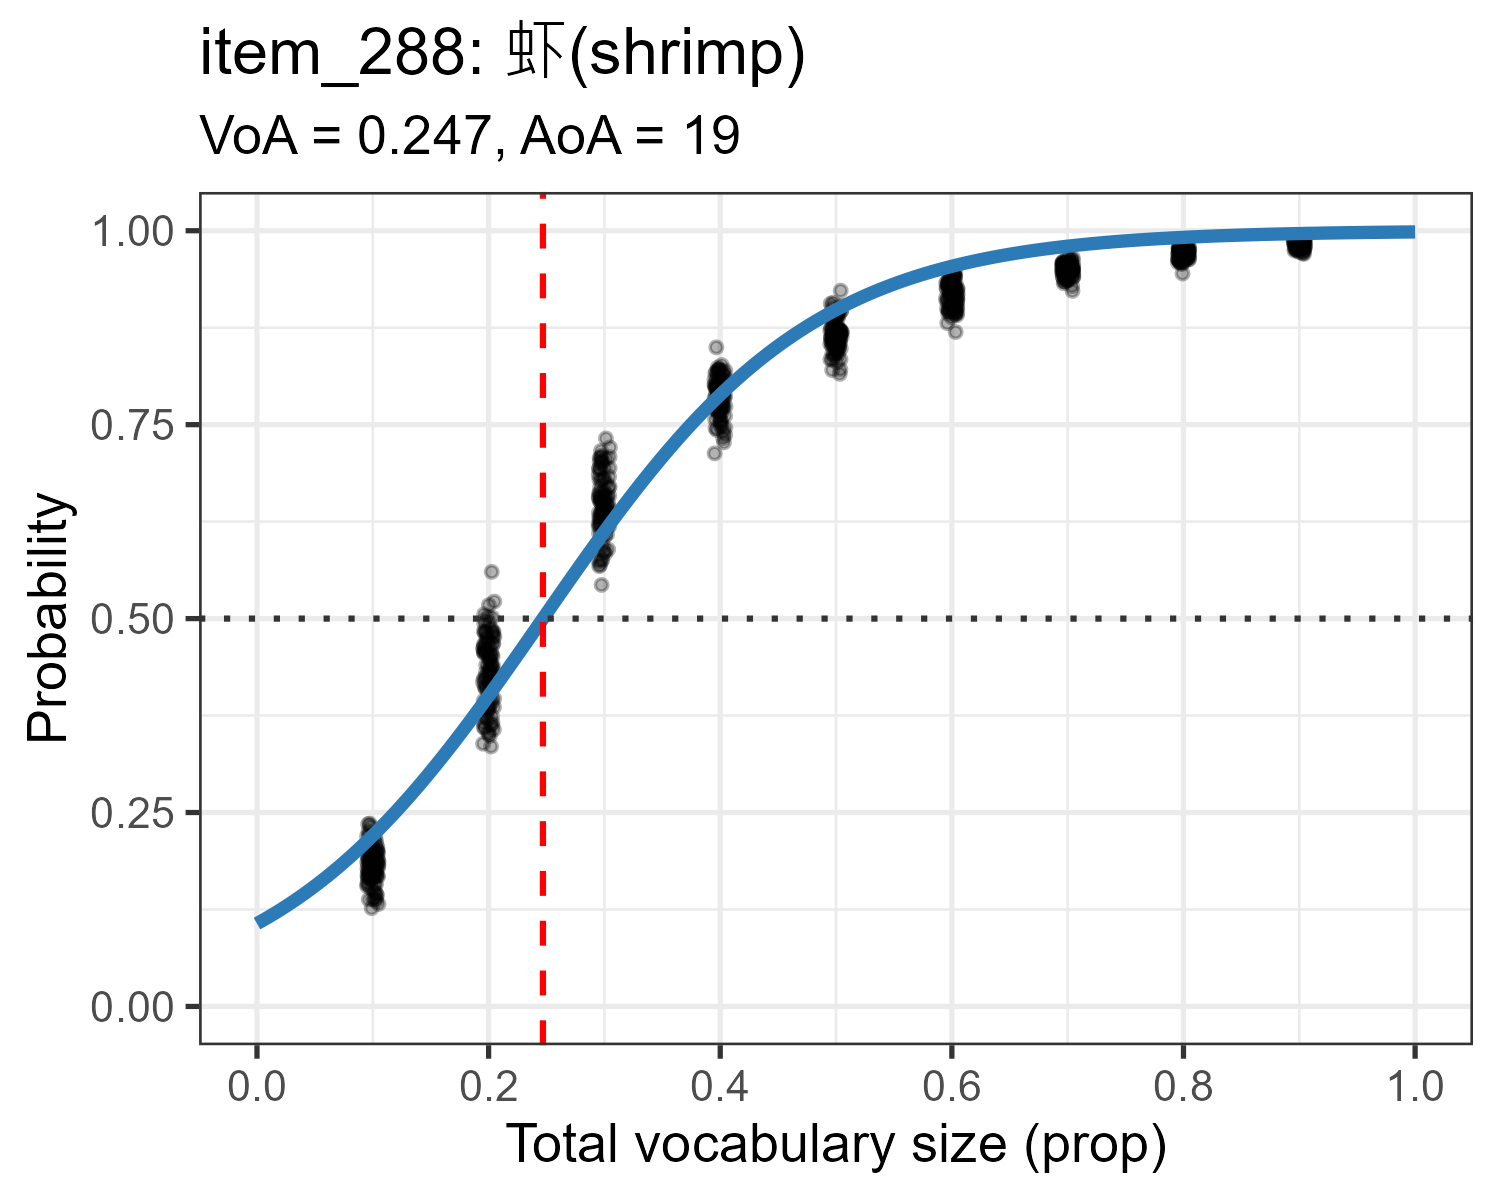 item_288: 虾(shrimp)
VoA = 0.247, AoA = 19
1.00
0.75
0.50
0.25
0.00
Probability
0.0 0.2 0.4 0.6 0.8 1.0
Total vocabulary size (prop)